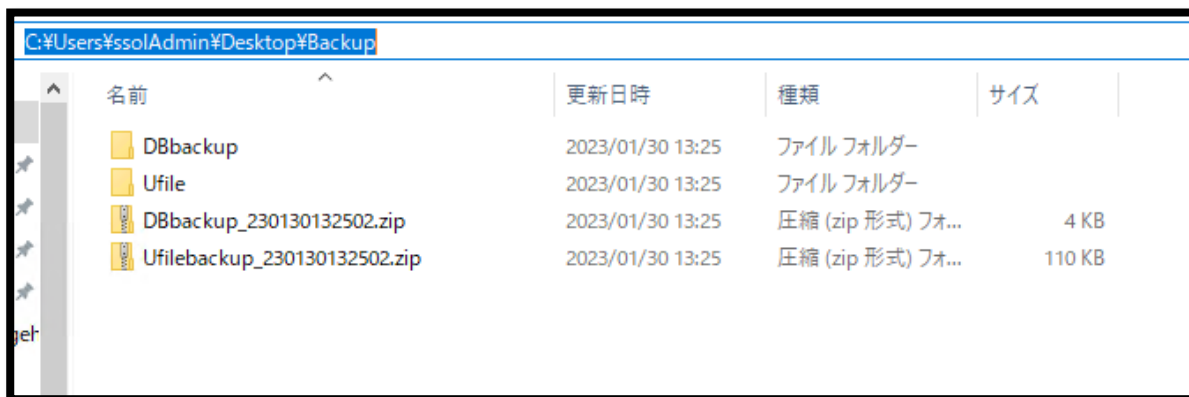 C:¥Users¥ssolAdmin¥Desktop¥Backup
名前 更新日時 種類 サイズ
DBbackup 2023/01/30 13:25 ファイル フォルダー
Ufile 2023/01/30 13:25 ファイル フォルダー
DBbackup_230130132502.zip 2023/01/30 13:25 圧縮 (zip 形式) フォ... 4 KB
Ufilebackup_230130132502.zip 2023/01/30 13:25 圧縮 (zip 形式) フォ... 110 KB